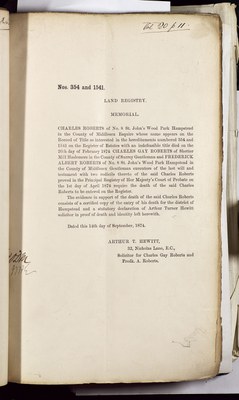 Fol. 20 p 11
Nos. 354 and 1541.
LAND REGISTRY.
MEMORIAL.
CHARLES ROBERTS of No. 8 St. John's Wood Park Hampstead
in the County of Middlesex Esquire whose name appears on the
Record of Title as interested in the hereditaments numbered 354 and
1541 on the Register of Estates with an indefeasible title died on the
20th day of February 1874 CHARLES GAY ROBERTS of
Mill Haslemere in the County of Surrey Gentleman and FREDERICK
ALBERT ROBERTS of No. 8 St. John's Wood Park Hampstead in
the County of Middlesex Gentleman executors of the last will and
testament with two codicils thereto of the said Charles Roberts
proved in the Principal Registry of Her Majesty's Court of Probate on
the 1st day of April 1874 require the death of the said Charles
Roberts to be entered on the Register.
The evidence in support of the death of the said Charles Roberts
consists of a certified copy of the entry of his death for the district of
Hampstead and a statutory declaration of Arthur Turner Hewitt
solicitor in proof of death and identity left herewith.
Dated this 14th day of September, 1874.
ARTHUR T. HEWITT,
32, Nicholas Lane, E.C.,
Solicitor for Charles Gay Roberts and
Fredk. A. Roberts.